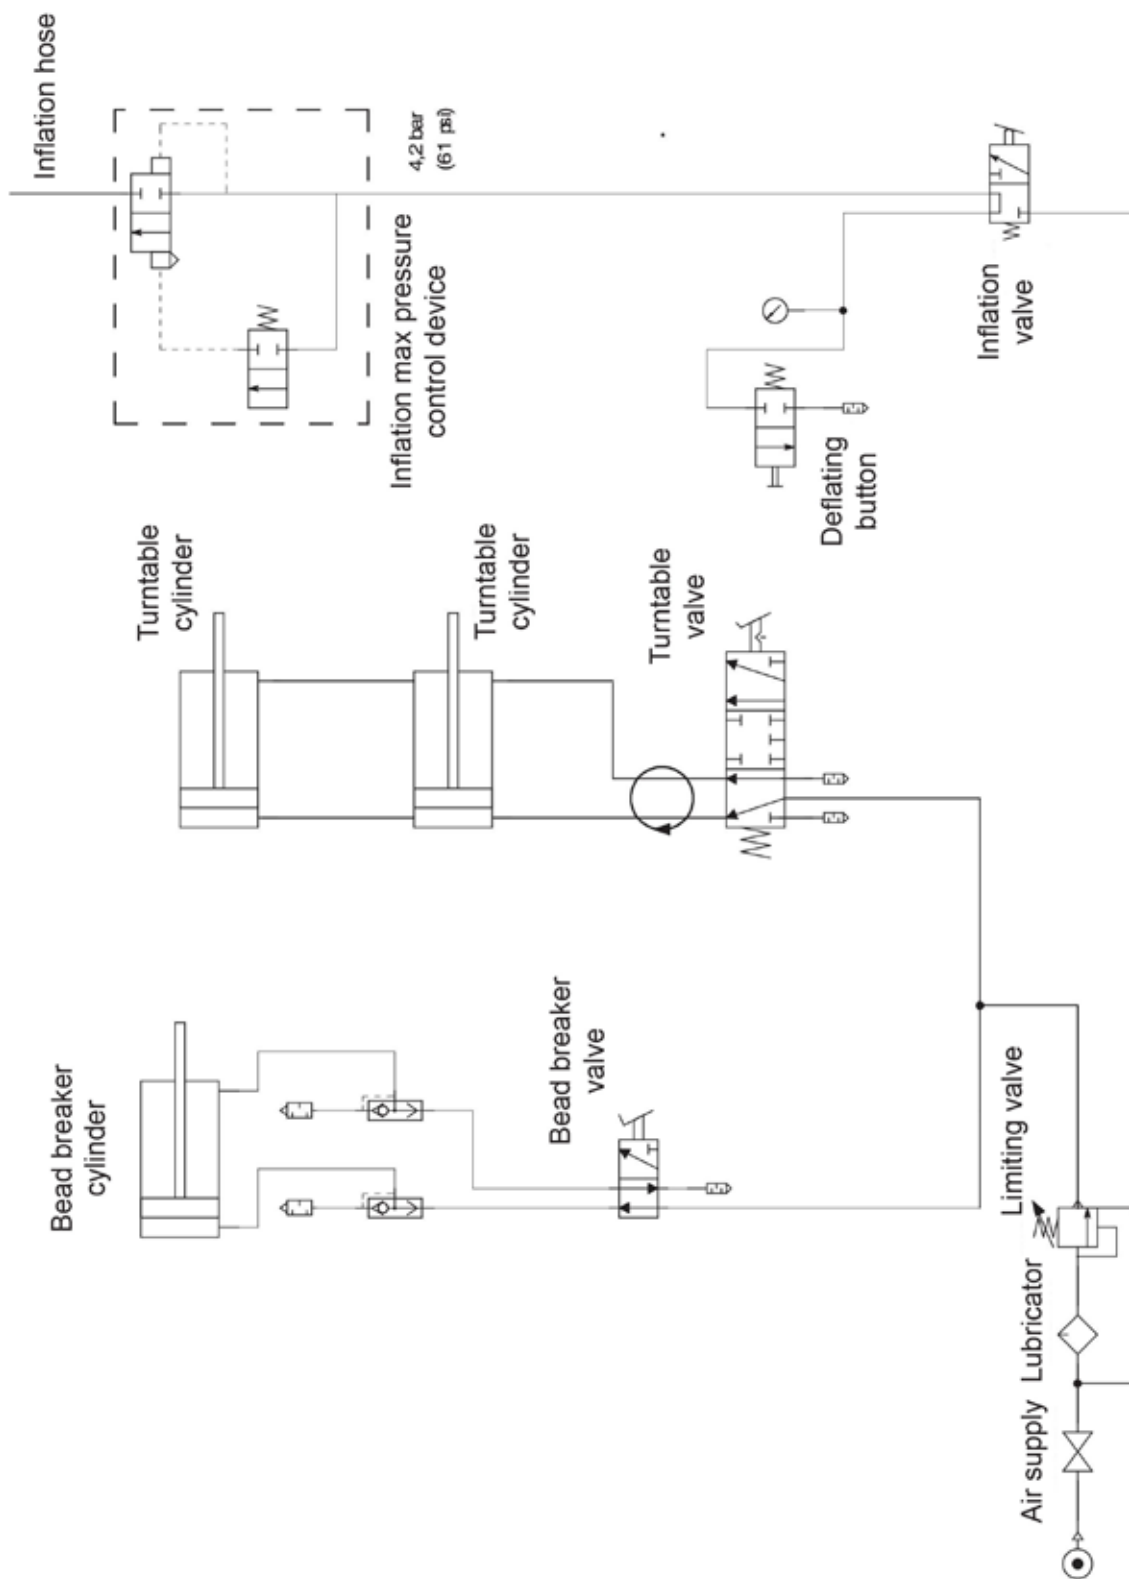 Inflation hose
4,2 bar
(61 psi)
Inflation max pressure
control device
Inflation
valve
Deflating
button
Turntable
cylinder
Turntable
cylinder
Turntable
valve
Bead breaker
cylinder
Bead breaker
valve
Limiting valve
Lubricator
Air supply